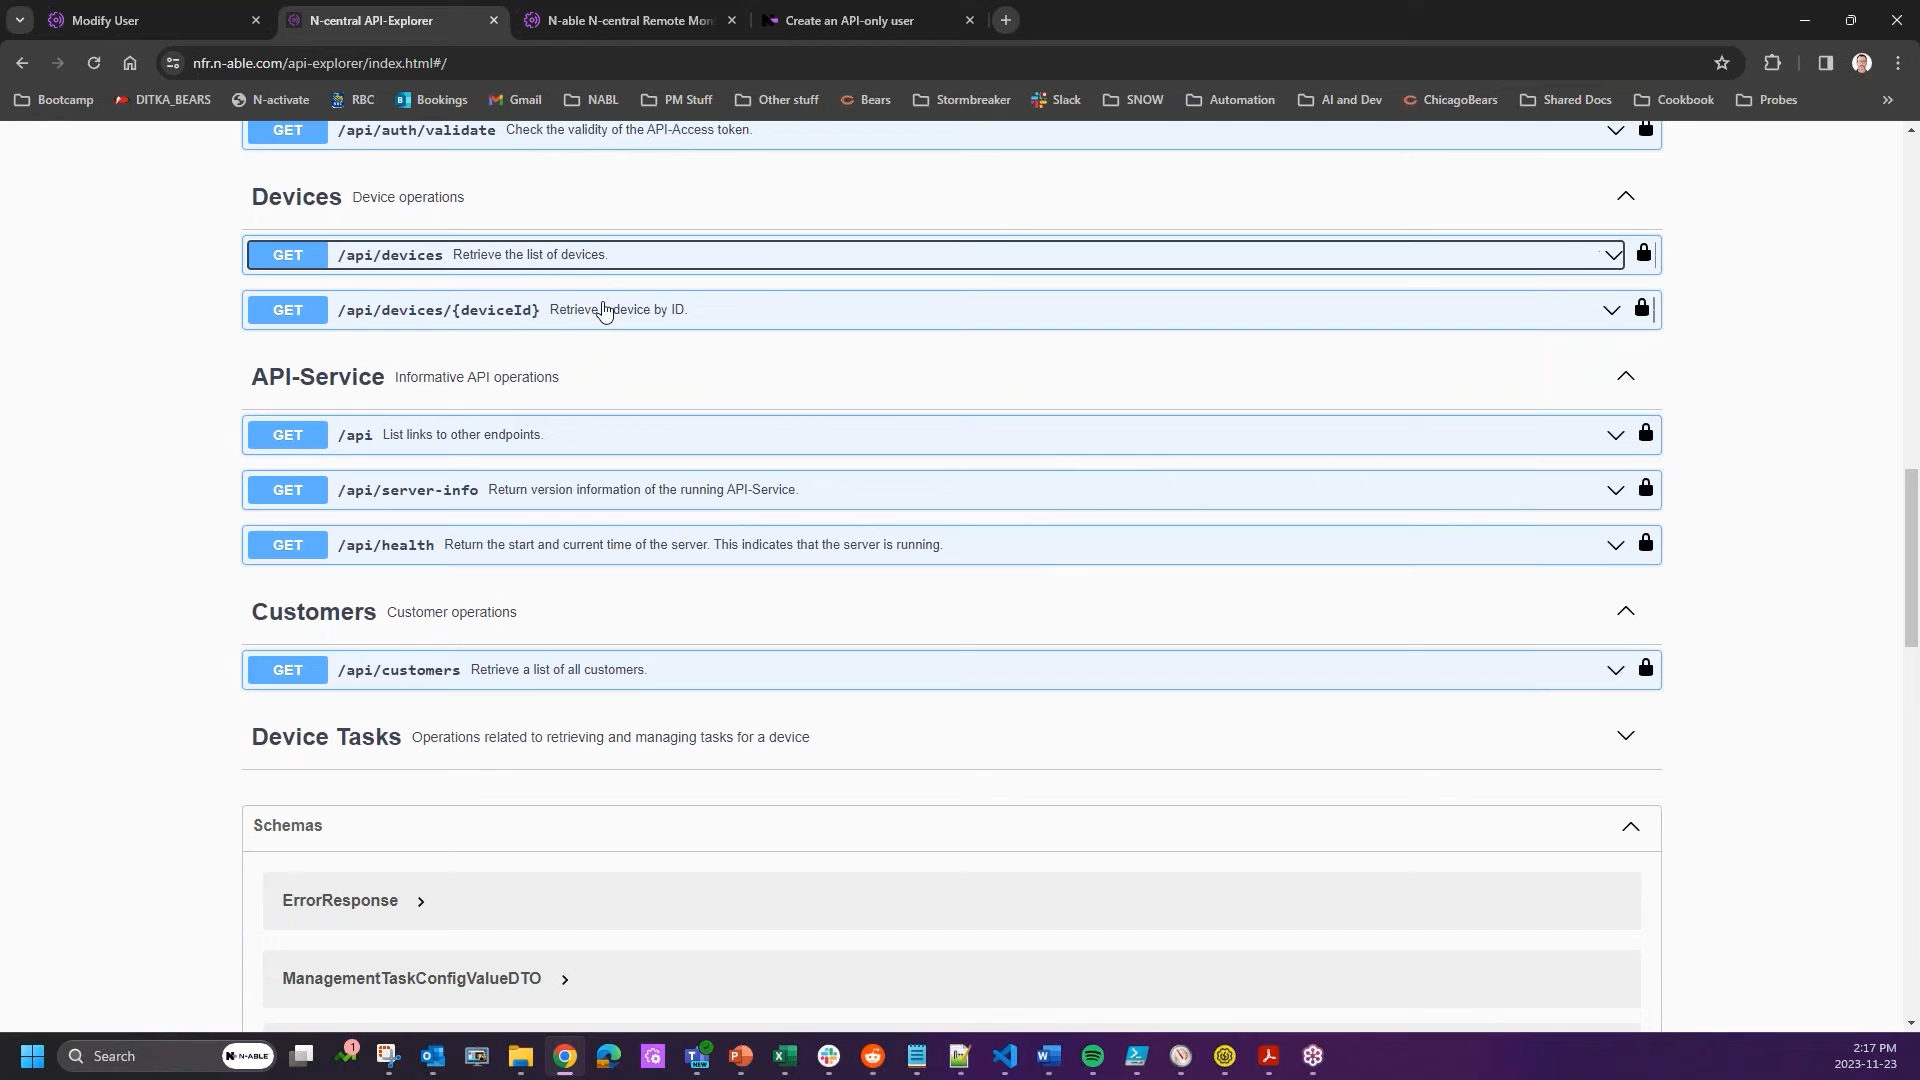 Modify User
N-central API-Explorer
N-able N-central Remote Mon
Create an API-only user
nfr.n-able.com/api-explorer/index.html#/
Bootcamp
DITKA_BEARS
N-activate
RBC
Bookings
Gmail
NABL
PM Stuff
Other stuff
Bears
Stormbreaker
Slack
SNOW
Automation
AI and Dev
ChicagoBears
Shared Docs
Cookbook
Probes
GET /api/auth/validate Check the validity of the API-Access token.
Devices Device operations
GET /api/devices Retrieve the list of devices.
GET /api/devices/{deviceId} Retrieve device by ID.
API-Service Informative API operations
GET /api List links to other endpoints.
GET /api/server-info Return version information of the running API-Service.
GET /api/health Return the start and current time of the server. This indicates that the server is running.
Customers Customer operations
GET /api/customers Retrieve a list of all customers.
Device Tasks Operations related to retrieving and managing tasks for a device
Schemas
ErrorResponse
ManagementTaskConfigValueDTO
Search
N-ABLE
1
NEW
2:17 PM
2023-11-23